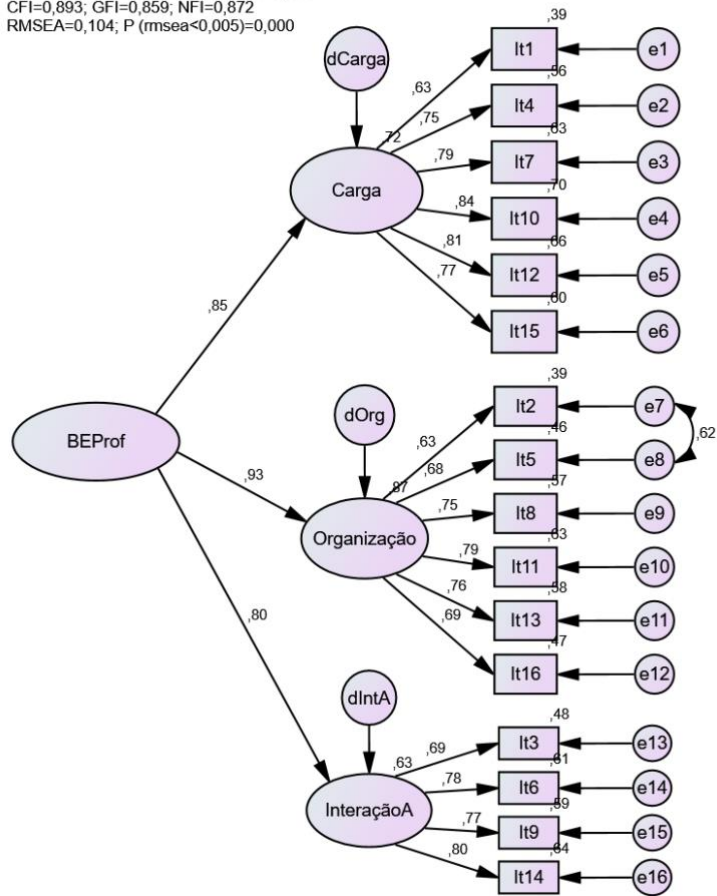 CFI=0,893; GFI=0,859; NFI=0,872
RMSEA=0,104; P (rmsea<0,005)=0,000
dCarga
Carga
,72
,63
,75
,79
,84
,81
,77
,39
It1
e1
,56
It4
e2
,63
It7
e3
,70
It10
e4
,66
It12
e5
,60
It15
e6
,85
BEProf
,93
,80
dOrg
Organização
,87
,63
,68
,75
,79
,76
,69
,39
It2
e7
,62
,46
It5
e8
,57
It8
e9
,63
It11
e10
,58
It13
e11
,47
It16
e12
dIntA
InteraçãoA
,63
,69
,78
,77
,80
,48
It3
e13
,61
It6
e14
,59
It9
e15
,64
It14
e16